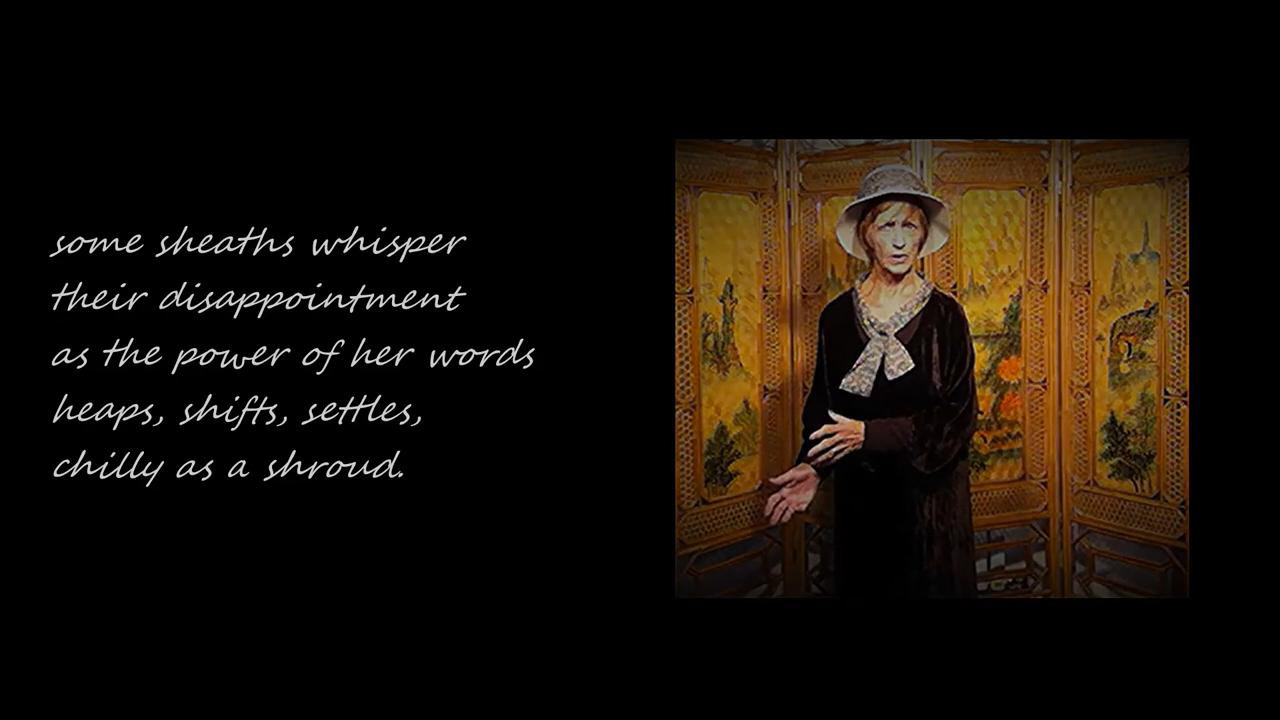 some sheaths whisper
their disappointment
as the power of her words
heaps, shifts, settles,
chilly as a shroud.